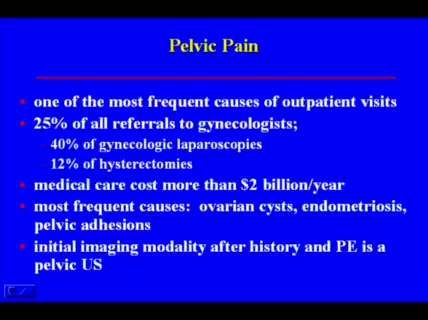 Pelvic Pain
• one of the most frequent causes of outpatient visits
• 25% of all referrals to gynecologists;
– 40% of gynecologic laparoscopies
– 12% of hysterectomies
• medical care cost more than $2 billion/year
• most frequent causes: ovarian cysts, endometriosis,
pelvic adhesions
• initial imaging modality after history and PE is a
pelvic US